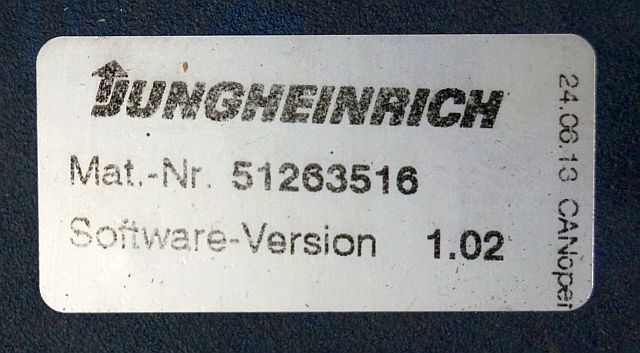 JUNGHEINRICH
Mat.-Nr. 51263516
Software-Version 1.02
24.06.13 CANopen